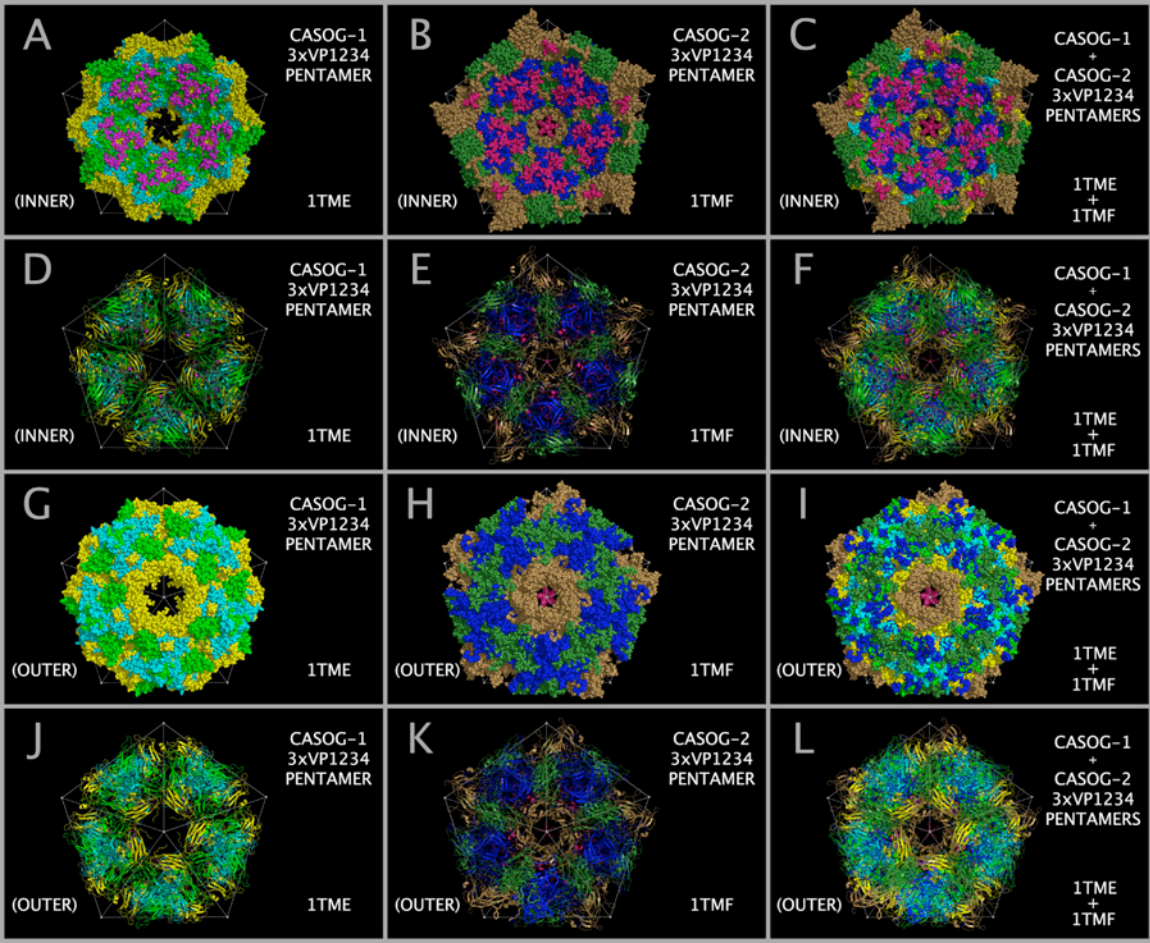 A
CASOG-1
3xVP1234
PENTAMER
(INNER)
1TME
B
CASOG-2
3xVP1234
PENTAMER
(INNER)
1TMF
C
CASOG-1
+
CASOG-2
3xVP1234
PENTAMERS
(INNER)
1TME
+
1TMF
D
CASOG-1
3xVP1234
PENTAMER
(INNER)
1TME
E
CASOG-2
3xVP1234
PENTAMER
(INNER)
1TMF
F
CASOG-1
+
CASOG-2
3xVP1234
PENTAMERS
(INNER)
1TME
+
1TMF
G
CASOG-1
3xVP1234
PENTAMER
(OUTER)
1TME
H
CASOG-2
3xVP1234
PENTAMER
(OUTER)
1TMF
I
CASOG-1
+
CASOG-2
3xVP1234
PENTAMERS
(OUTER)
1TME
+
1TMF
J
CASOG-1
3xVP1234
PENTAMER
(OUTER)
1TME
K
CASOG-2
3xVP1234
PENTAMER
(OUTER)
1TMF
L
CASOG-1
+
CASOG-2
3xVP1234
PENTAMERS
(OUTER)
1TME
+
1TMF